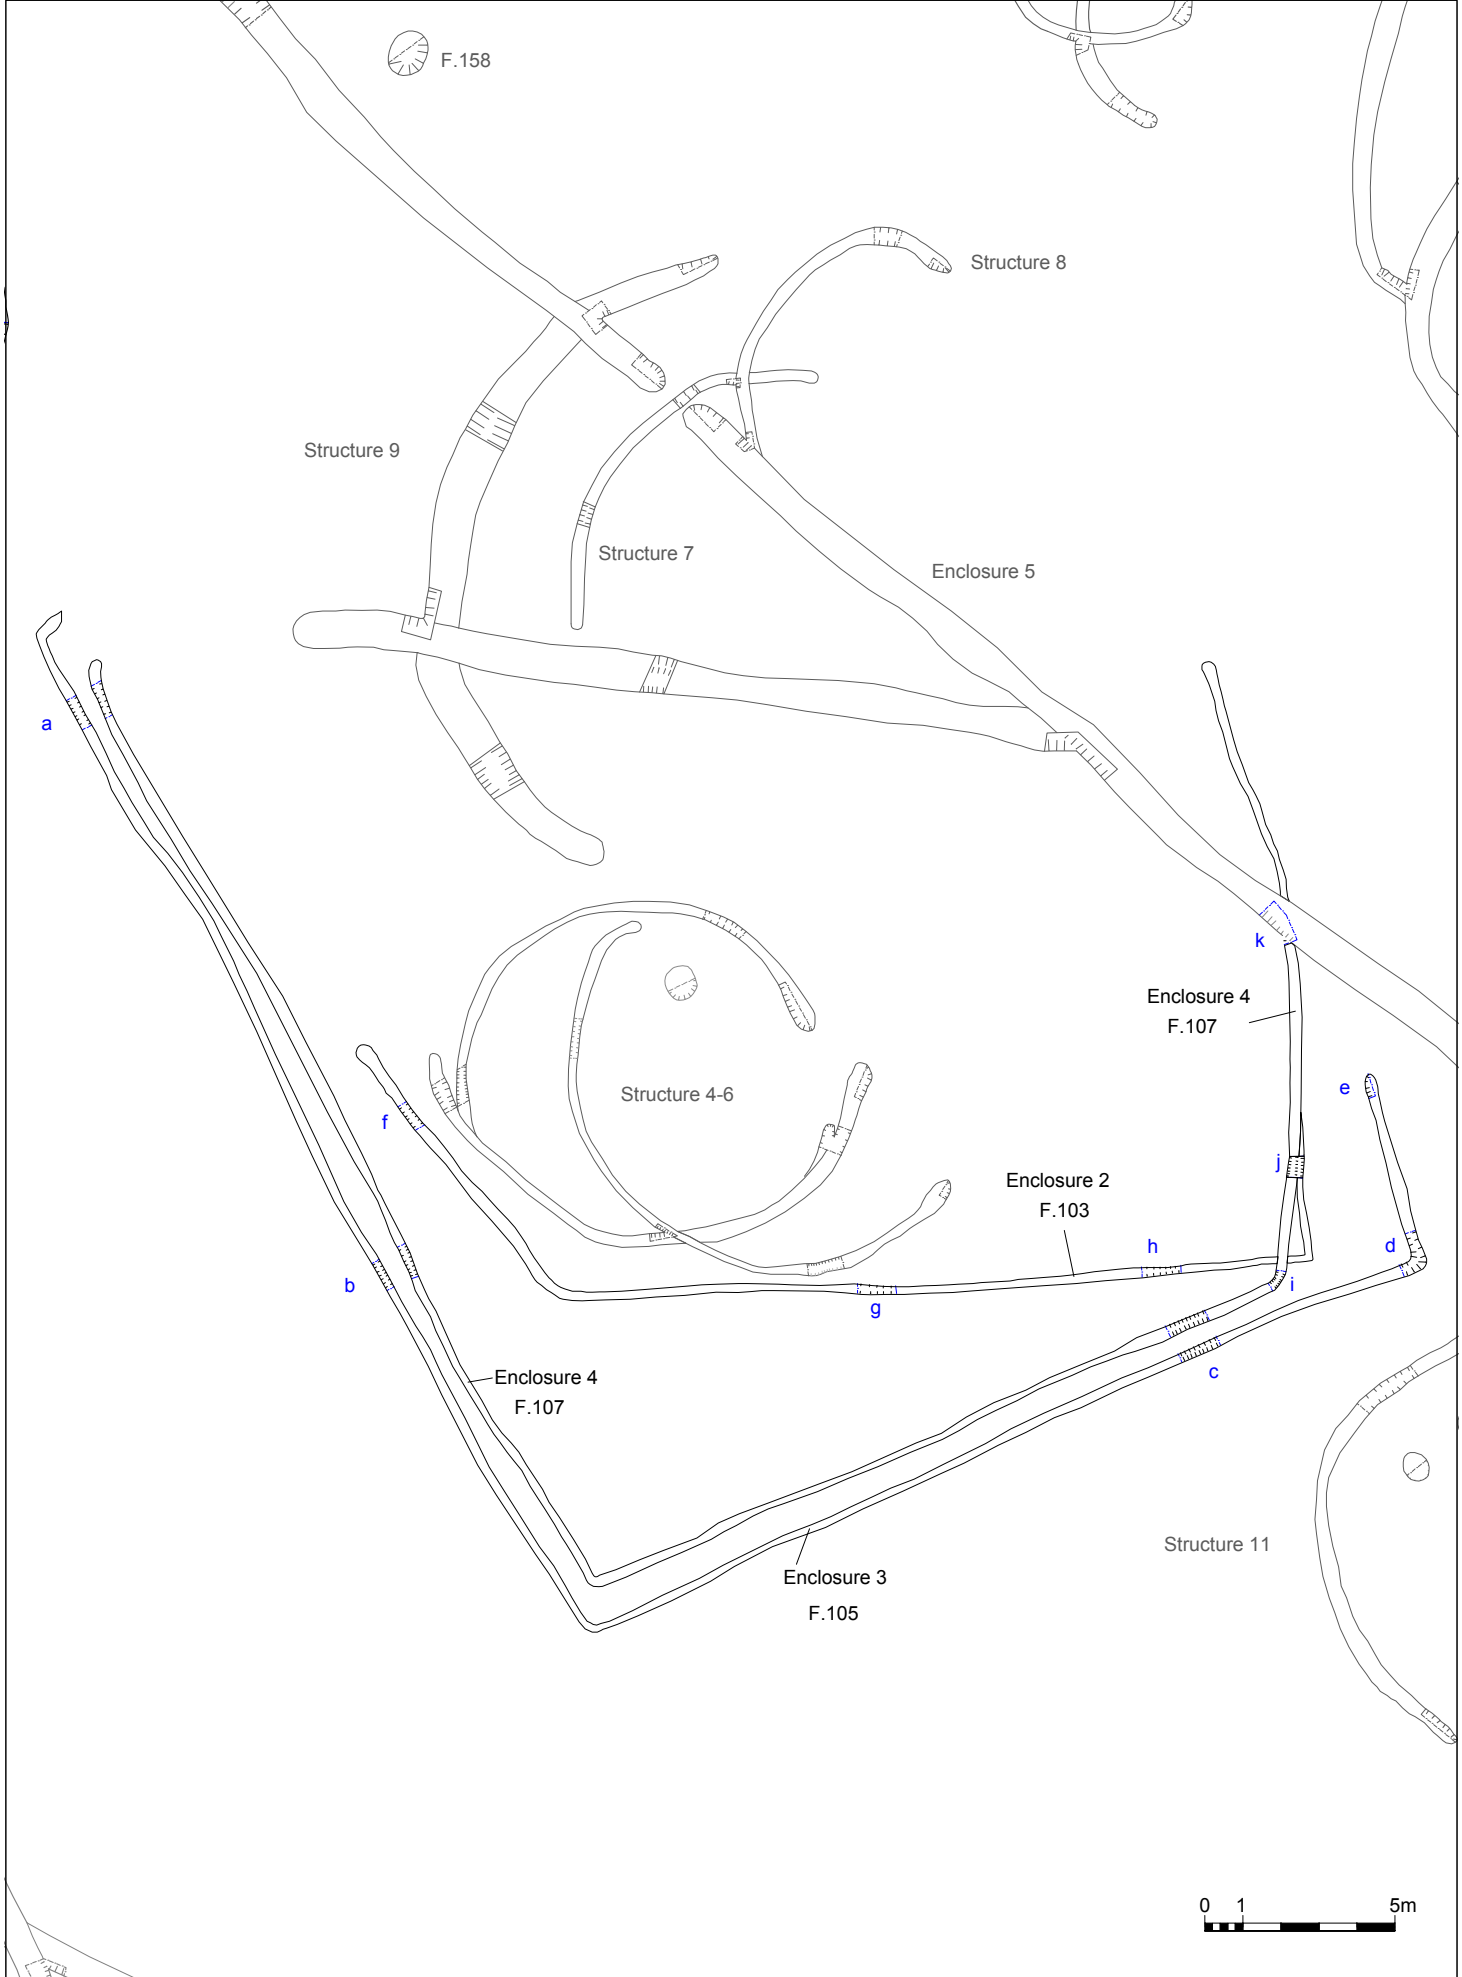 F.158
Structure 8
Structure 9
Structure 7
Enclosure 5
a
k
Enclosure 4
F.107
e
Structure 4-6
f
j
Enclosure 2
F.103
h
d
b
i
g
c
Enclosure 4
F.107
Structure 11
Enclosure 3
F.105
0 1 5m